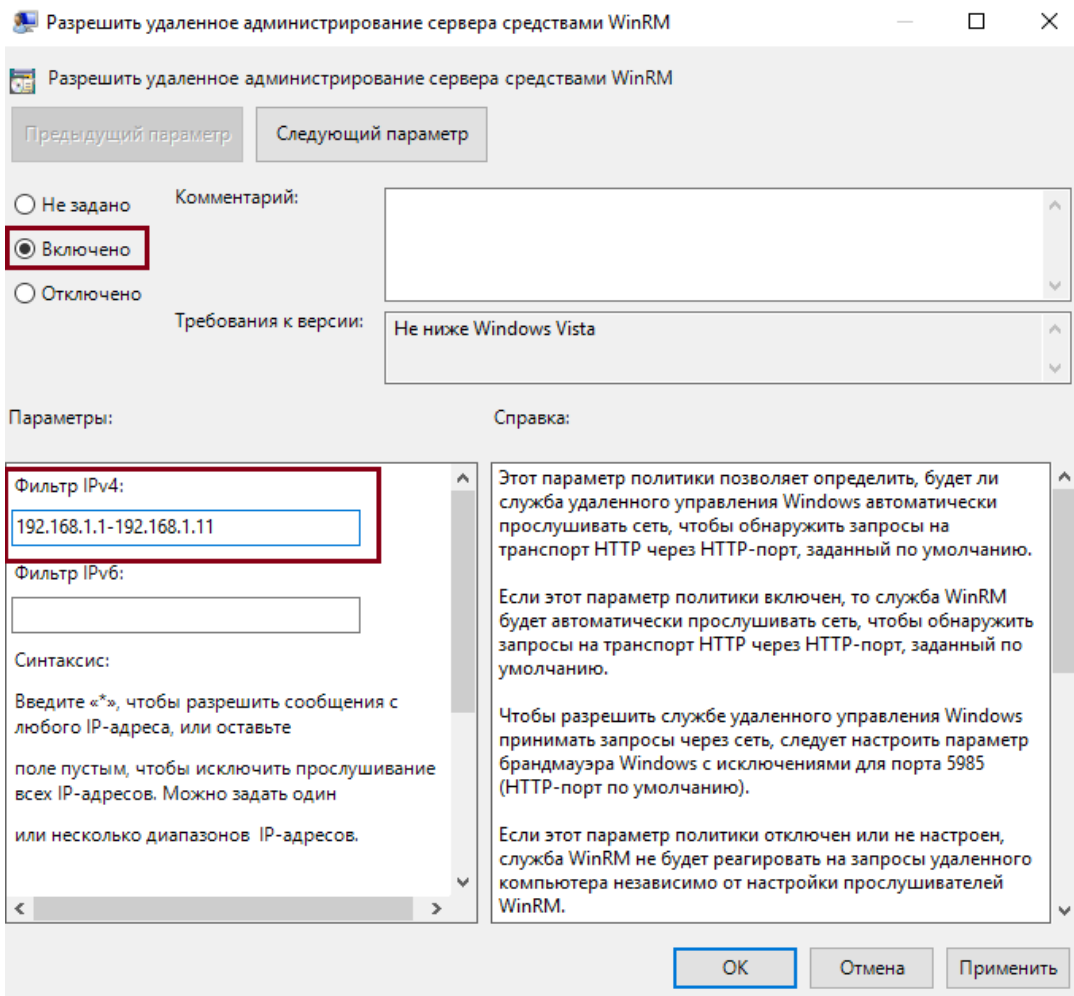 Разрешить удаленное администрирование сервера средствами WinRM
Разрешить удаленное администрирование сервера средствами WinRM
Предыдущий параметр
Следующий параметр
Не задано
Включено
Отключено
Комментарий:
Требования к версии:
Не ниже Windows Vista
Параметры:
Фильтр IPv4:
192.168.1.1-192.168.1.11
Фильтр IPv6:
Синтаксис:
Введите «*», чтобы разрешить сообщения с
любого IP-адреса, или оставьте
поле пустым, чтобы исключить прослушивание
всех IP-адресов. Можно задать один
или несколько диапазонов IP-адресов.
Справка:
Этот параметр политики позволяет определить, будет ли
служба удаленного управления Windows автоматически
прослушивать сеть, чтобы обнаружить запросы на
транспорт HTTP через HTTP-порт, заданный по умолчанию.
Если этот параметр политики включен, то служба WinRM
будет автоматически прослушивать сеть, чтобы обнаружить
запросы на транспорт HTTP через HTTP-порт, заданный по
умолчанию.
Чтобы разрешить службе удаленного управления Windows
принимать запросы через сеть, следует настроить параметр
брандмауэра Windows с исключениями для порта 5985
(HTTP-порт по умолчанию).
Если этот параметр политики отключен или не настроен,
служба WinRM не будет реагировать на запросы удаленного
компьютера независимо от настройки прослушивателей
WinRM.
ОК
Отмена
Применить